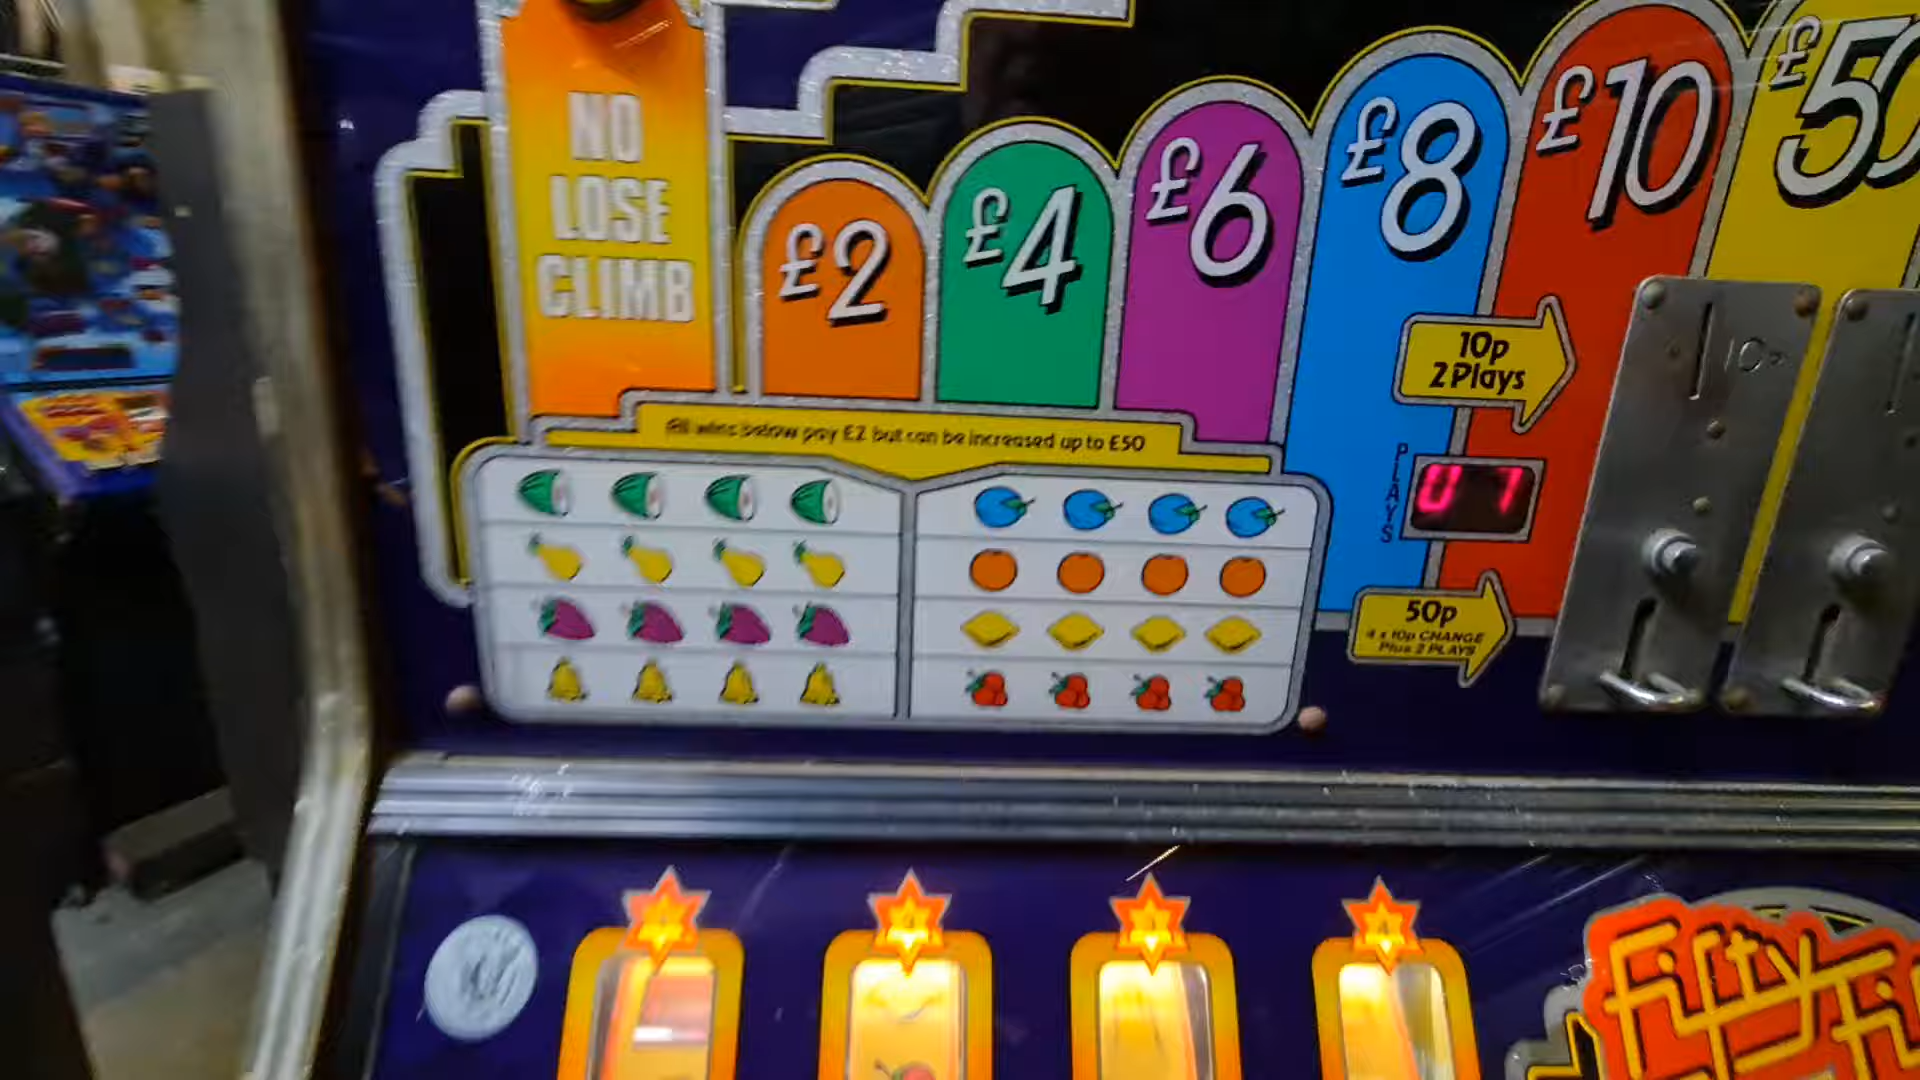 NO
LOSE
CLIMB
£2
£4
£6
£8
£10
£50
10p
2 Plays
10p
All wins below pay £2 but can be increased up to £50
PLAYS
07
50p
4 x 10p CHANGE
Plus 2 PLAYS
Fifty